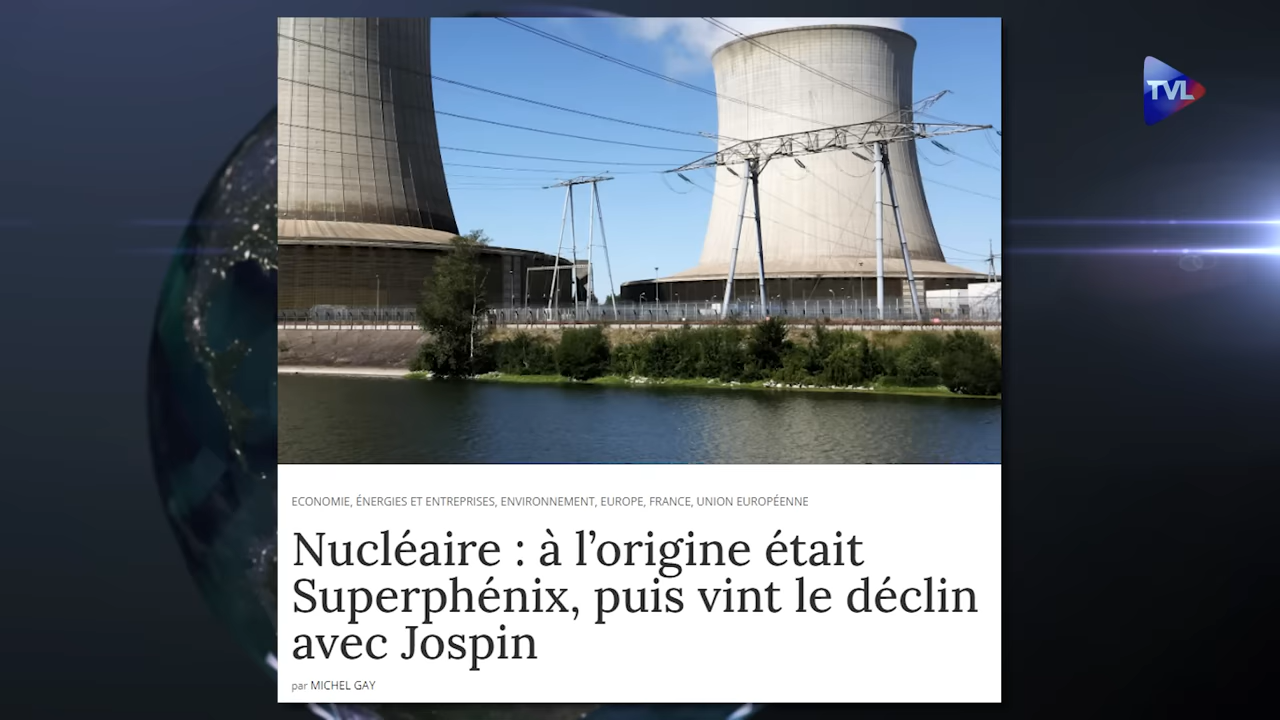 TVL
ECONOMIE, ÉNERGIES ET ENTREPRISES, ENVIRONNEMENT, EUROPE, FRANCE, UNION EUROPÉENNE
Nucléaire : à l’origine était
Superphénix, puis vint le déclin
avec Jospin
par MICHEL GAY